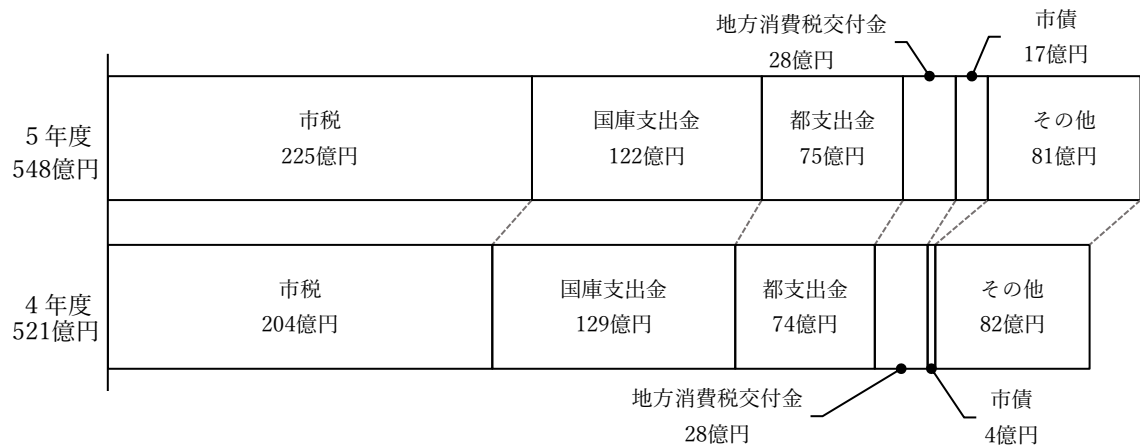 地方消費税交付金
28億円
市債
17億円
5年度
548億円
市税
225億円
国庫支出金
122億円
都支出金
75億円
その他
81億円
4年度
521億円
市税
204億円
国庫支出金
129億円
都支出金
74億円
その他
82億円
地方消費税交付金
28億円
市債
4億円